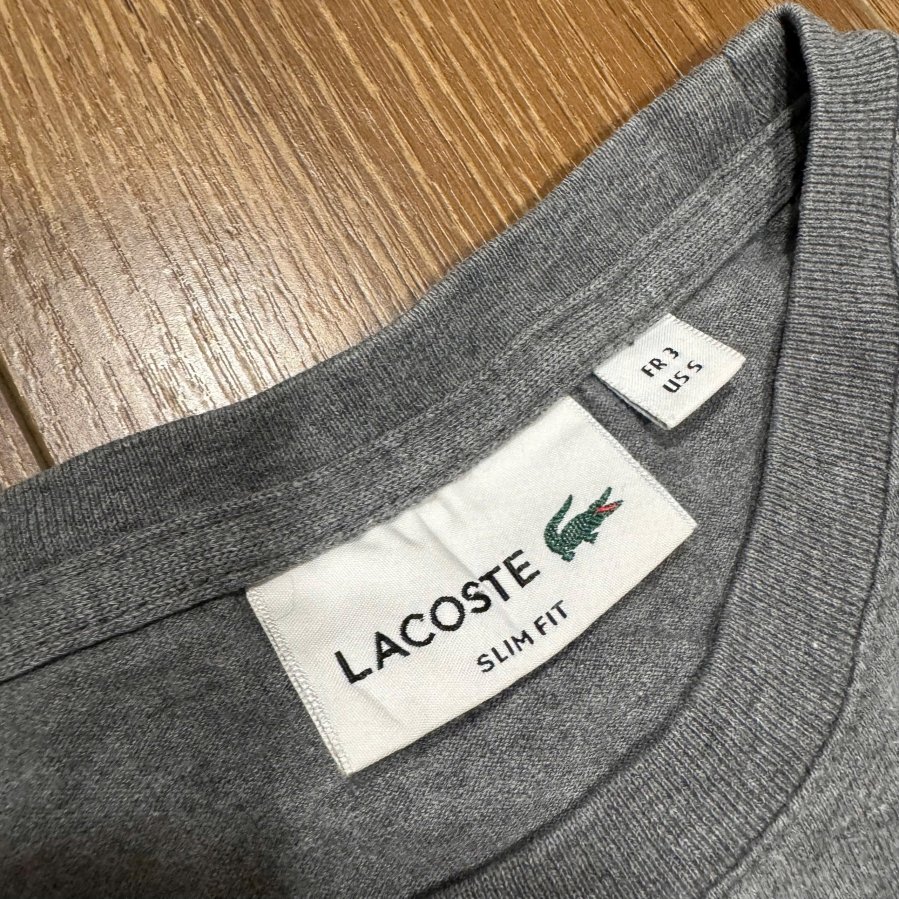 FR 3
US S
LACOSTE
SLIM FIT